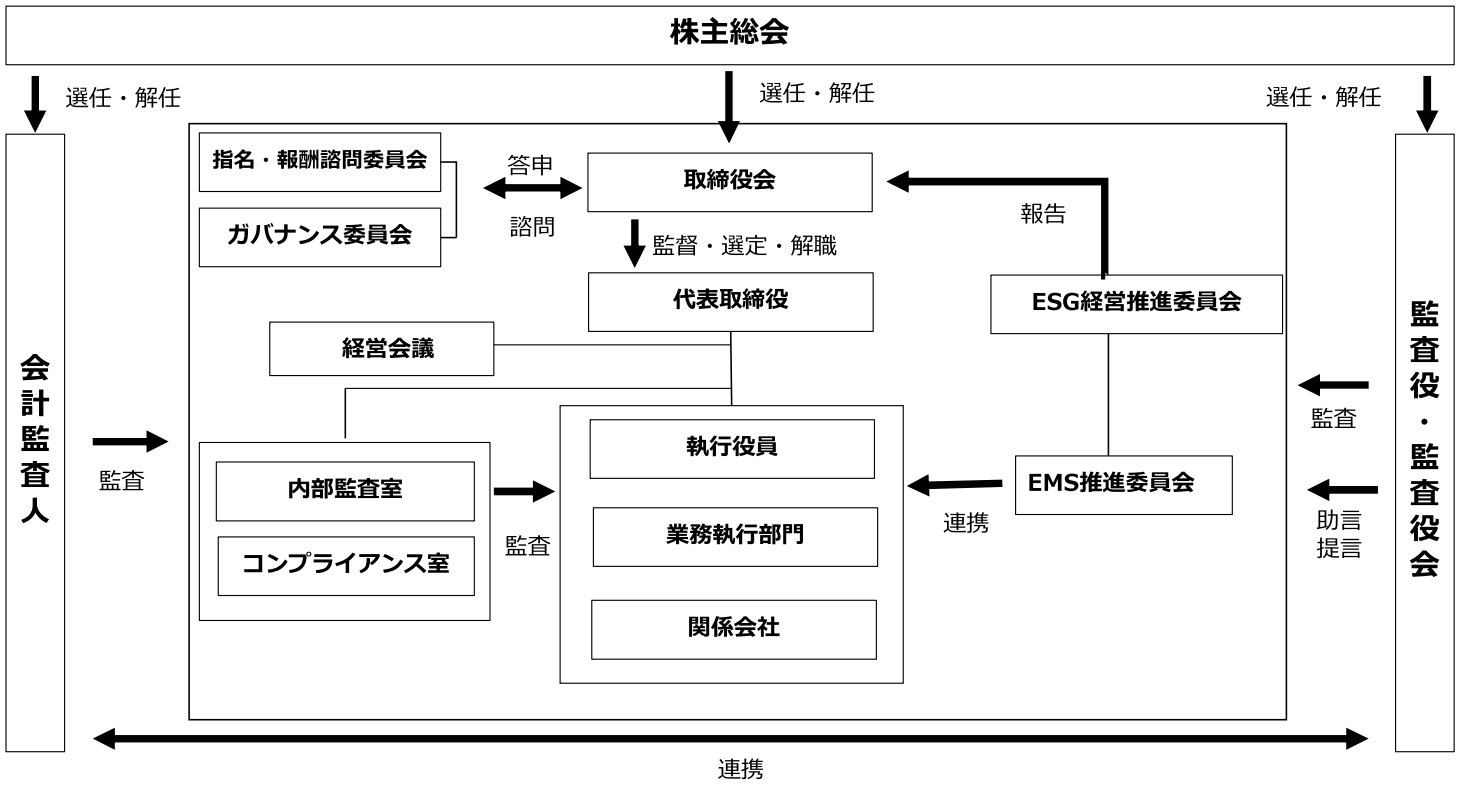 株主総会
選任・解任
選任・解任
選任・解任
指名・報酬諮問委員会
答申
取締役会
ガバナンス委員会
諮問
報告
監督・選定・解職
代表取締役
ESG経営推進委員会
経営会議
会計監査人
監査役・監査役会
監査
監査
執行役員
内部監査室
EMS推進委員会
連携
助言
提言
業務執行部門
監査
コンプライアンス室
関係会社
連携